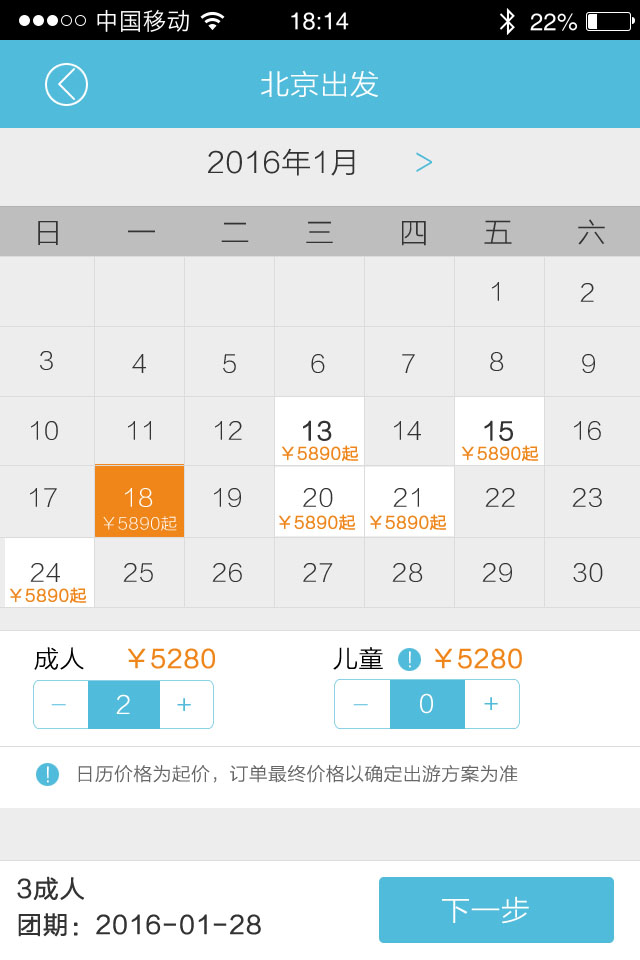 中国移动 18:14 22%
北京出发
2016年1月 >
日 一 二 三 四 五 六
1 2
3 4 5 6 7 8 9
10 11 12 13 14 15 16
￥5890起 ￥5890起
17 18 19 20 21 22 23
￥5890起 ￥5890起 ￥5890起
24 25 26 27 28 29 30
￥5890起
成人 ￥5280 儿童 ! ￥5280
− 2 + − 0 +
! 日历价格为起价，订单最终价格以确定出游方案为准
3成人
团期：2016-01-28
下一步